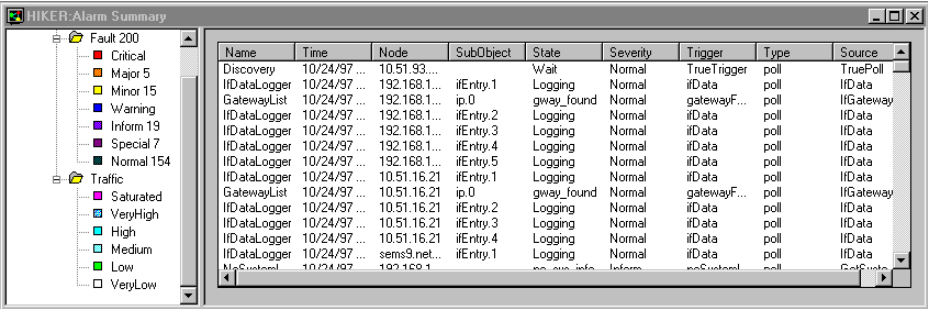 HIKER:Alarm Summary
Fault 200
Critical
Major 5
Minor 15
Warning
Inform 19
Special 7
Normal 154
Traffic
Saturated
VeryHigh
High
Medium
Low
VeryLow
Name Time Node SubObject State Severity Trigger Type Source
Discovery 10/24/97 ... 10.51.93.... Wait Normal TrueTrigger poll TruePoll
IfDataLogger 10/24/97 ... 192.168.1... ifEntry.1 Logging Normal ifData poll IfData
GatewayList 10/24/97 ... 192.168.1... ip.0 gway_found Normal gatewayF... poll IfGateway
IfDataLogger 10/24/97 ... 192.168.1... ifEntry.2 Logging Normal ifData poll IfData
IfDataLogger 10/24/97 ... 192.168.1... ifEntry.3 Logging Normal ifData poll IfData
IfDataLogger 10/24/97 ... 192.168.1... ifEntry.4 Logging Normal ifData poll IfData
IfDataLogger 10/24/97 ... 192.168.1... ifEntry.5 Logging Normal ifData poll IfData
IfDataLogger 10/24/97 ... 10.51.16.21 ifEntry.1 Logging Normal ifData poll IfData
GatewayList 10/24/97 ... 10.51.16.21 ip.0 gway_found Normal gatewayF... poll IfGateway
IfDataLogger 10/24/97 ... 10.51.16.21 ifEntry.2 Logging Normal ifData poll IfData
IfDataLogger 10/24/97 ... 10.51.16.21 ifEntry.3 Logging Normal ifData poll IfData
IfDataLogger 10/24/97 ... 10.51.16.21 ifEntry.4 Logging Normal ifData poll IfData
IfDataLogger 10/24/97 ... sems9.net... ifEntry.1 Logging Normal ifData poll IfData
10/24/97 ... 192.168.1... no_sys_info Inform poll